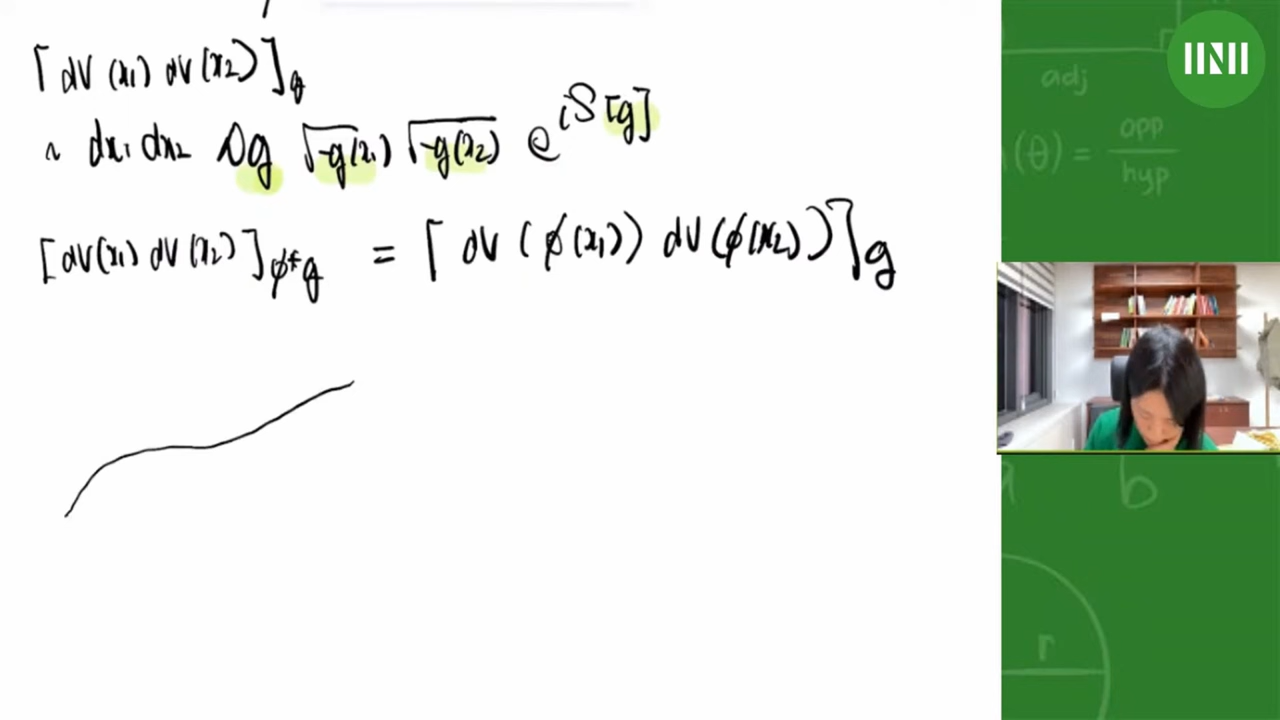 [dV(x₁) dV(x₂)]_g
~ dx₁ dx₂ Dg √-g(x₁) √-g(x₂) e^{iS[g]}
[dV(x₁) dV(x₂)]_{ϕ*g} = [dV(ϕ(x₁)) dV(ϕ(x₂))]_g
adj
(θ) = opp/hyp
b
r